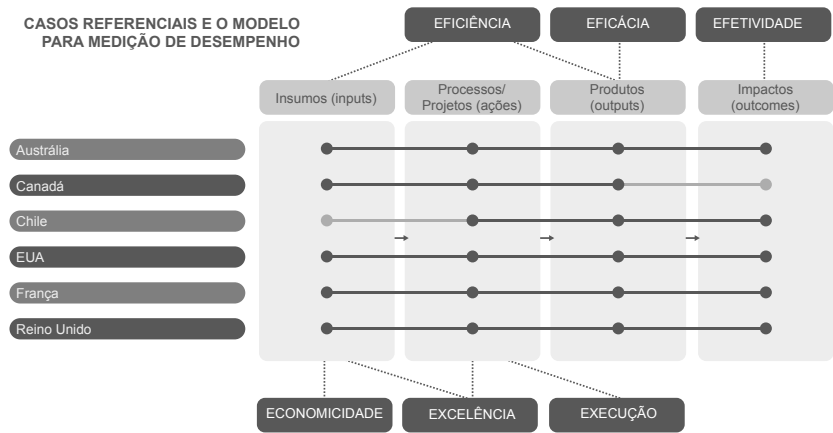 CASOS REFERENCIAIS E O MODELO
PARA MEDIÇÃO DE DESEMPENHO
EFICIÊNCIA
EFICÁCIA
EFETIVIDADE
Insumos (inputs)
Processos/
Projetos (ações)
Produtos
(outputs)
Impactos
(outcomes)
Austrália
Canadá
Chile
EUA
França
Reino Unido
ECONOMICIDADE
EXCELÊNCIA
EXECUÇÃO